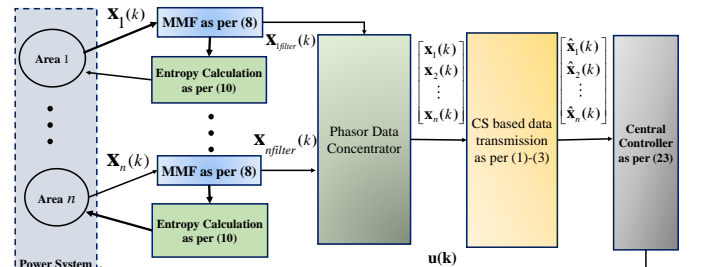 𝐱₁(k)
MMF as per (8)
𝐱₁filter(k)
Area 1
Entropy Calculation
as per (10)
𝐱ₙ(k)
𝐱ₙfilter(k)
MMF as per (8)
Area n
Entropy Calculation
as per (10)
Power System
Phasor Data
Concentrator
𝐱₁(k)
𝐱₂(k)
⋮
𝐱ₙ(k)
CS based data
transmission
as per (1)-(3)
𝐱̂₁(k)
𝐱̂₂(k)
⋮
𝐱̂ₙ(k)
Central
Controller
as per (23)
u(k)